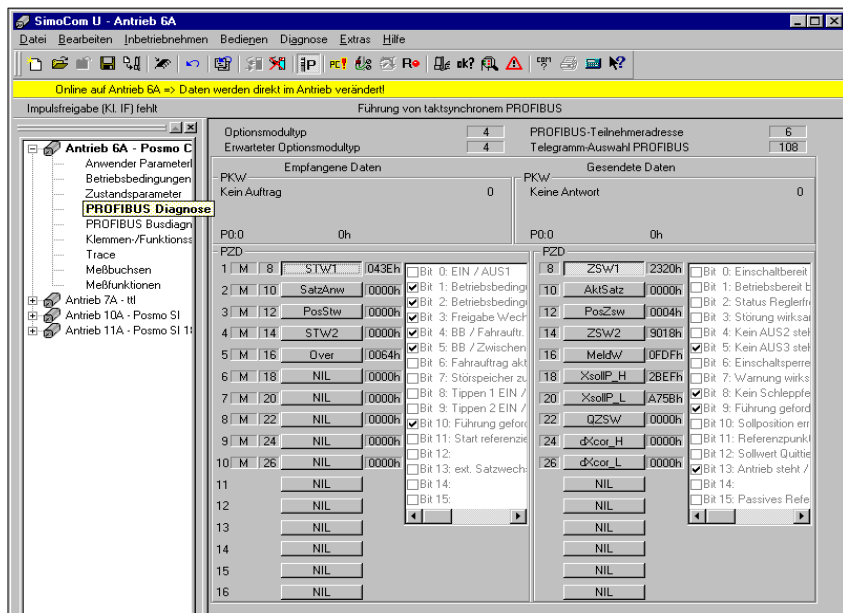 SimoCom U - Antrieb 6A
Datei Bearbeiten Inbetriebnehmen Bedienen Diagnose Extras Hilfe
Online auf Antrieb 6A => Daten werden direkt im Antrieb verändert!
Impulsfreigabe (Kl. IF) fehlt Führung von taktsynchronem PROFIBUS
Antrieb 6A - Posmo C
Anwender Parameterl
Betriebsbedingungen
Zustandsparameter
PROFIBUS Diagnose
PROFIBUS Busdiagn
Klemmen-/Funktionss
Trace
Meßbuchsen
Meßfunktionen
Antrieb 7A - ttl
Antrieb 10A - Posmo SI
Antrieb 11A - Posmo SI 1
Optionsmodultyp 4 PROFIBUS-Teilnehmeradresse 6
Erwarteter Optionsmodultyp 4 Telegramm-Auswahl PROFIBUS 108
Empfangene Daten
PKW
Kein Auftrag 0
P0:0 0h
Gesendete Daten
PKW
Keine Antwort 0
P0:0 0h
PZD
1 M 8 STW1 043Eh
2 M 10 SatzAnw 0000h
3 M 12 PosStw 0000h
4 M 14 STW2 0000h
5 M 16 Over 0064h
6 M 18 NIL 0000h
7 M 20 NIL 0000h
8 M 22 NIL 0000h
9 M 24 NIL 0000h
10 M 26 NIL 0000h
11 NIL
12 NIL
13 NIL
14 NIL
15 NIL
16 NIL
Bit 0: EIN / AUS1
Bit 1: Betriebsbeding
Bit 2: Betriebsbeding
Bit 3: Freigabe Wech
Bit 4: BB / Fahrauftr.
Bit 5: BB / Zwischen
Bit 6: Fahrauftrag akt
Bit 7: Störspeicher zu
Bit 8: Tippen 1 EIN /
Bit 9: Tippen 2 EIN /
Bit 10: Führung geford
Bit 11: Start referenzie
Bit 12:
Bit 13: ext. Satzwech
Bit 14:
Bit 15:
PZD
8 ZSW1 2320h
10 AktSatz 0000h
12 PosZsw 0004h
14 ZSW2 9018h
16 MeldW 0FDFh
18 XsollP_H 2BEFh
20 XsollP_L A75Bh
22 QZSW 0000h
24 dXcor_H 0000h
26 dXcor_L 0000h
NIL
NIL
NIL
NIL
NIL
NIL
Bit 0: Einschaltbereit
Bit 1: Betriebsbereit b
Bit 2: Status Reglerfr
Bit 3: Störung wirksar
Bit 4: Kein AUS2 steh
Bit 5: Kein AUS3 steh
Bit 6: Einschaltsperre
Bit 7: Warnung wirks
Bit 8: Kein Schleppfe
Bit 9: Führung geford
Bit 10: Sollposition err
Bit 11: Referenzpunkt
Bit 12: Sollwert Quittie
Bit 13: Antrieb steht /
Bit 14:
Bit 15: Passives Refe